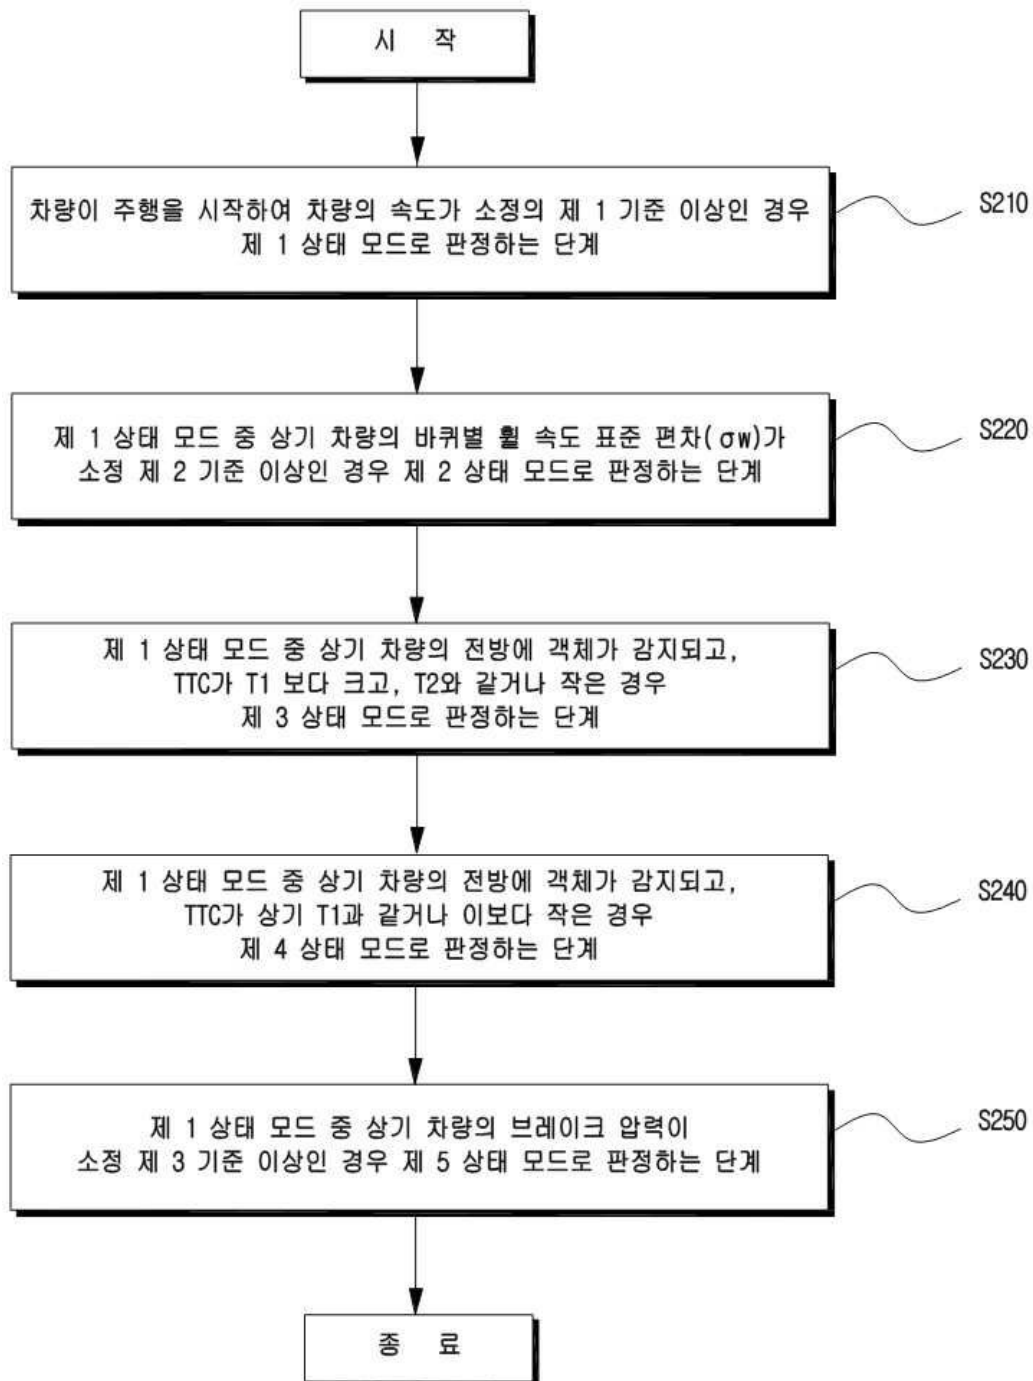 시 작
차량이 주행을 시작하여 차량의 속도가 소정의 제 1 기준 이상인 경우
제 1 상태 모드로 판정하는 단계
S210
제 1 상태 모드 중 상기 차량의 바퀴별 휠 속도 표준 편차(σw)가
소정 제 2 기준 이상인 경우 제 2 상태 모드로 판정하는 단계
S220
제 1 상태 모드 중 상기 차량의 전방에 객체가 감지되고,
TTC가 T1 보다 크고, T2와 같거나 작은 경우
제 3 상태 모드로 판정하는 단계
S230
제 1 상태 모드 중 상기 차량의 전방에 객체가 감지되고,
TTC가 상기 T1과 같거나 이보다 작은 경우
제 4 상태 모드로 판정하는 단계
S240
제 1 상태 모드 중 상기 차량의 브레이크 압력이
소정 제 3 기준 이상인 경우 제 5 상태 모드로 판정하는 단계
S250
종 료